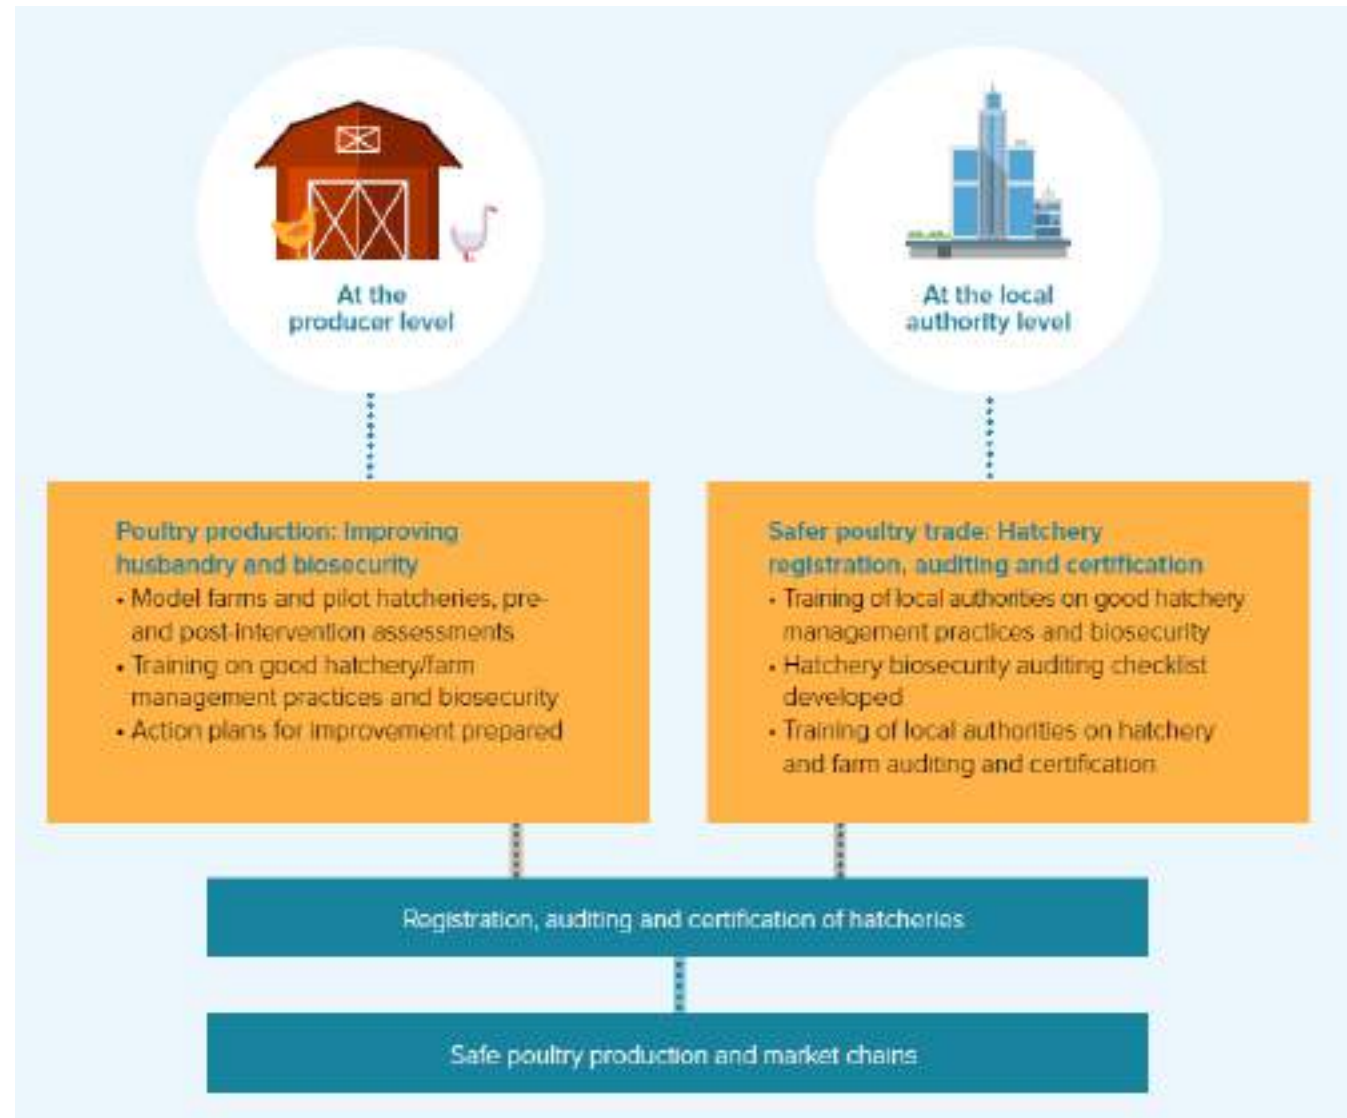 At the
producer level
At the local
authority level
Poultry production: Improving
husbandry and biosecurity
• Model farms and pilot hatcheries, pre-
and post-intervention assessments
• Training on good hatchery/farm
management practices and biosecurity
• Action plans for improvement prepared
Safer poultry trade: Hatchery
registration, auditing and certification
• Training of local authorities on good hatchery
management practices and biosecurity
• Hatchery biosecurity auditing checklist
developed
• Training of local authorities on hatchery
and farm auditing and certification
Registration, auditing and certification of hatcheries
Safe poultry production and market chains